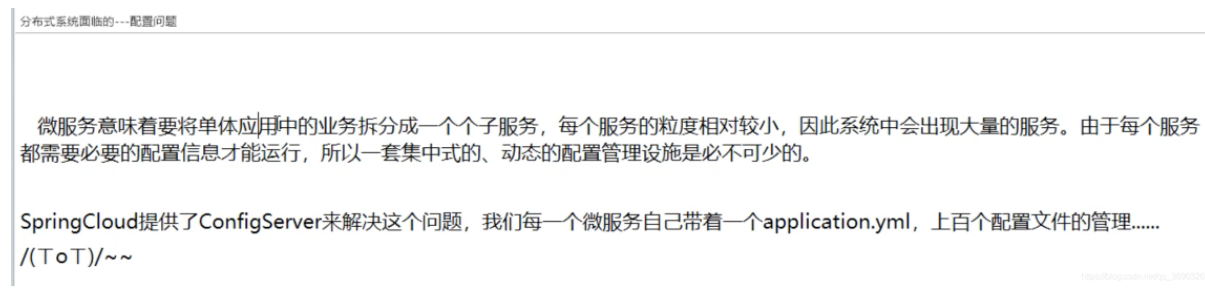 分布式系统面临的---配置问题
微服务意味着要将单体应用中的业务拆分成一个个子服务，每个服务的粒度相对较小，因此系统中会出现大量的服务。由于每个服务
都需要必要的配置信息才能运行，所以一套集中式的、动态的配置管理设施是必不可少的。
SpringCloud提供了ConfigServer来解决这个问题，我们每一个微服务自己带着一个application.yml，上百个配置文件的管理......
/(ㄒoㄒ)/~~